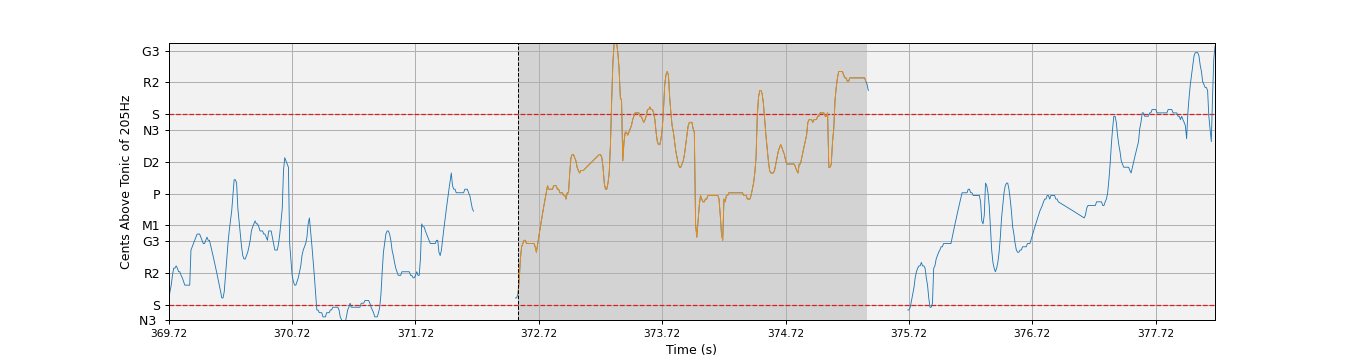 G3
R2
S
N3
D2
P
M1
G3
R2
S
N3
Cents Above Tonic of 205Hz
369.72 370.72 371.72 372.72 373.72 374.72 375.72 376.72 377.72
Time (s)